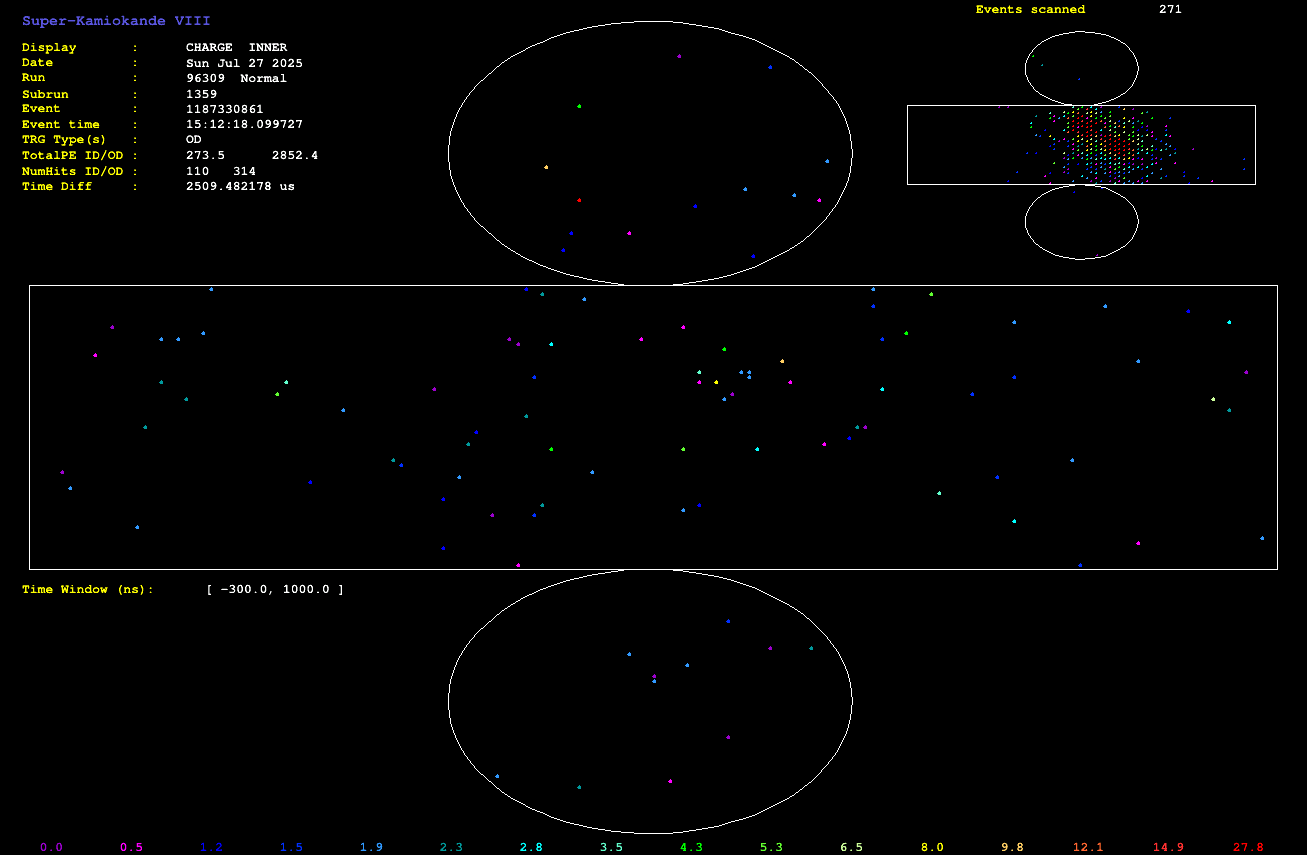 Super-Kamiokande VIII
Events scanned 271
Display : CHARGE INNER
Date : Sun Jul 27 2025
Run : 96309 Normal
Subrun : 1359
Event : 1187330861
Event time : 15:12:18.099727
TRG Type(s) : OD
TotalPE ID/OD : 273.5 2852.4
NumHits ID/OD : 110 314
Time Diff : 2509.482178 us
Time Window (ns): [ -300.0, 1000.0 ]
0.0 0.5 1.2 1.5 1.9 2.3 2.8 3.5 4.3 5.3 6.5 8.0 9.8 12.1 14.9 27.8